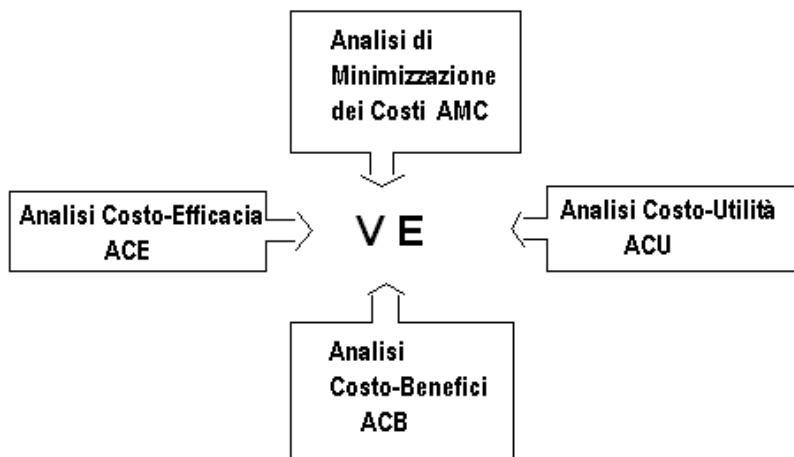 Analisi di
Minimizzazione
dei Costi AMC
Analisi Costo-Efficacia
ACE
V E
Analisi Costo-Utilità
ACU
Analisi
Costo-Benefici
ACB